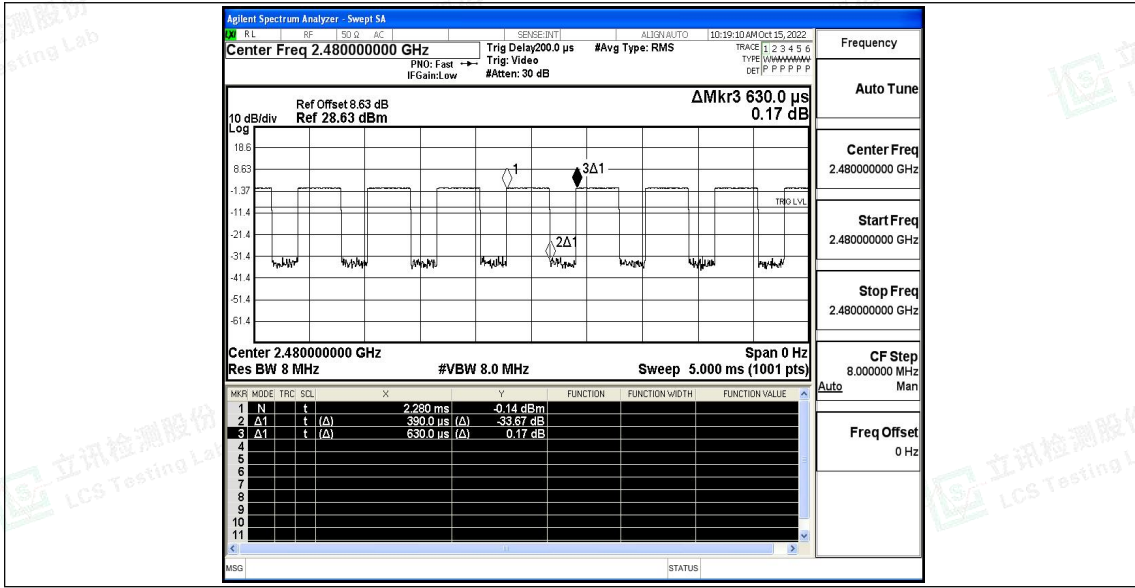 Agilent Spectrum Analyzer - Swept SA
RL RF 50 Ω AC SENSE:INT ALIGN AUTO 10:19:10 AM Oct 15, 2022
Center Freq 2.480000000 GHz
PNO: Fast
IFGain:Low
Trig Delay200.0 µs
Trig: Video
#Atten: 30 dB
#Avg Type: RMS
TRACE 1 2 3 4 5 6
TYPE
DET P P P P P P
Frequency
Auto Tune
Center Freq
2.480000000 GHz
Start Freq
2.480000000 GHz
Stop Freq
2.480000000 GHz
CF Step
8.000000 MHz
Auto Man
Freq Offset
0 Hz
ΔMkr3 630.0 µs
0.17 dB
Ref Offset 8.63 dB
10 dB/div Ref 28.63 dBm
Log
18.6
8.63
-1.37
-11.4
-21.4
-31.4
-41.4
-51.4
-61.4
1
3Δ1
2Δ1
TRIG LVL
Center 2.480000000 GHz Span 0 Hz
Res BW 8 MHz #VBW 8.0 MHz Sweep 5.000 ms (1001 pts)
MKR MODE TRC SCL X Y FUNCTION FUNCTION WIDTH FUNCTION VALUE
1 N t 2.280 ms -0.14 dBm
2 Δ1 t (Δ) 390.0 µs (Δ) -33.67 dB
3 Δ1 t (Δ) 630.0 µs (Δ) 0.17 dB
4
5
6
7
8
9
10
11
MSG STATUS
立讯检测股份
LCS Testing Lab
立讯检测股份
LCS Testing L